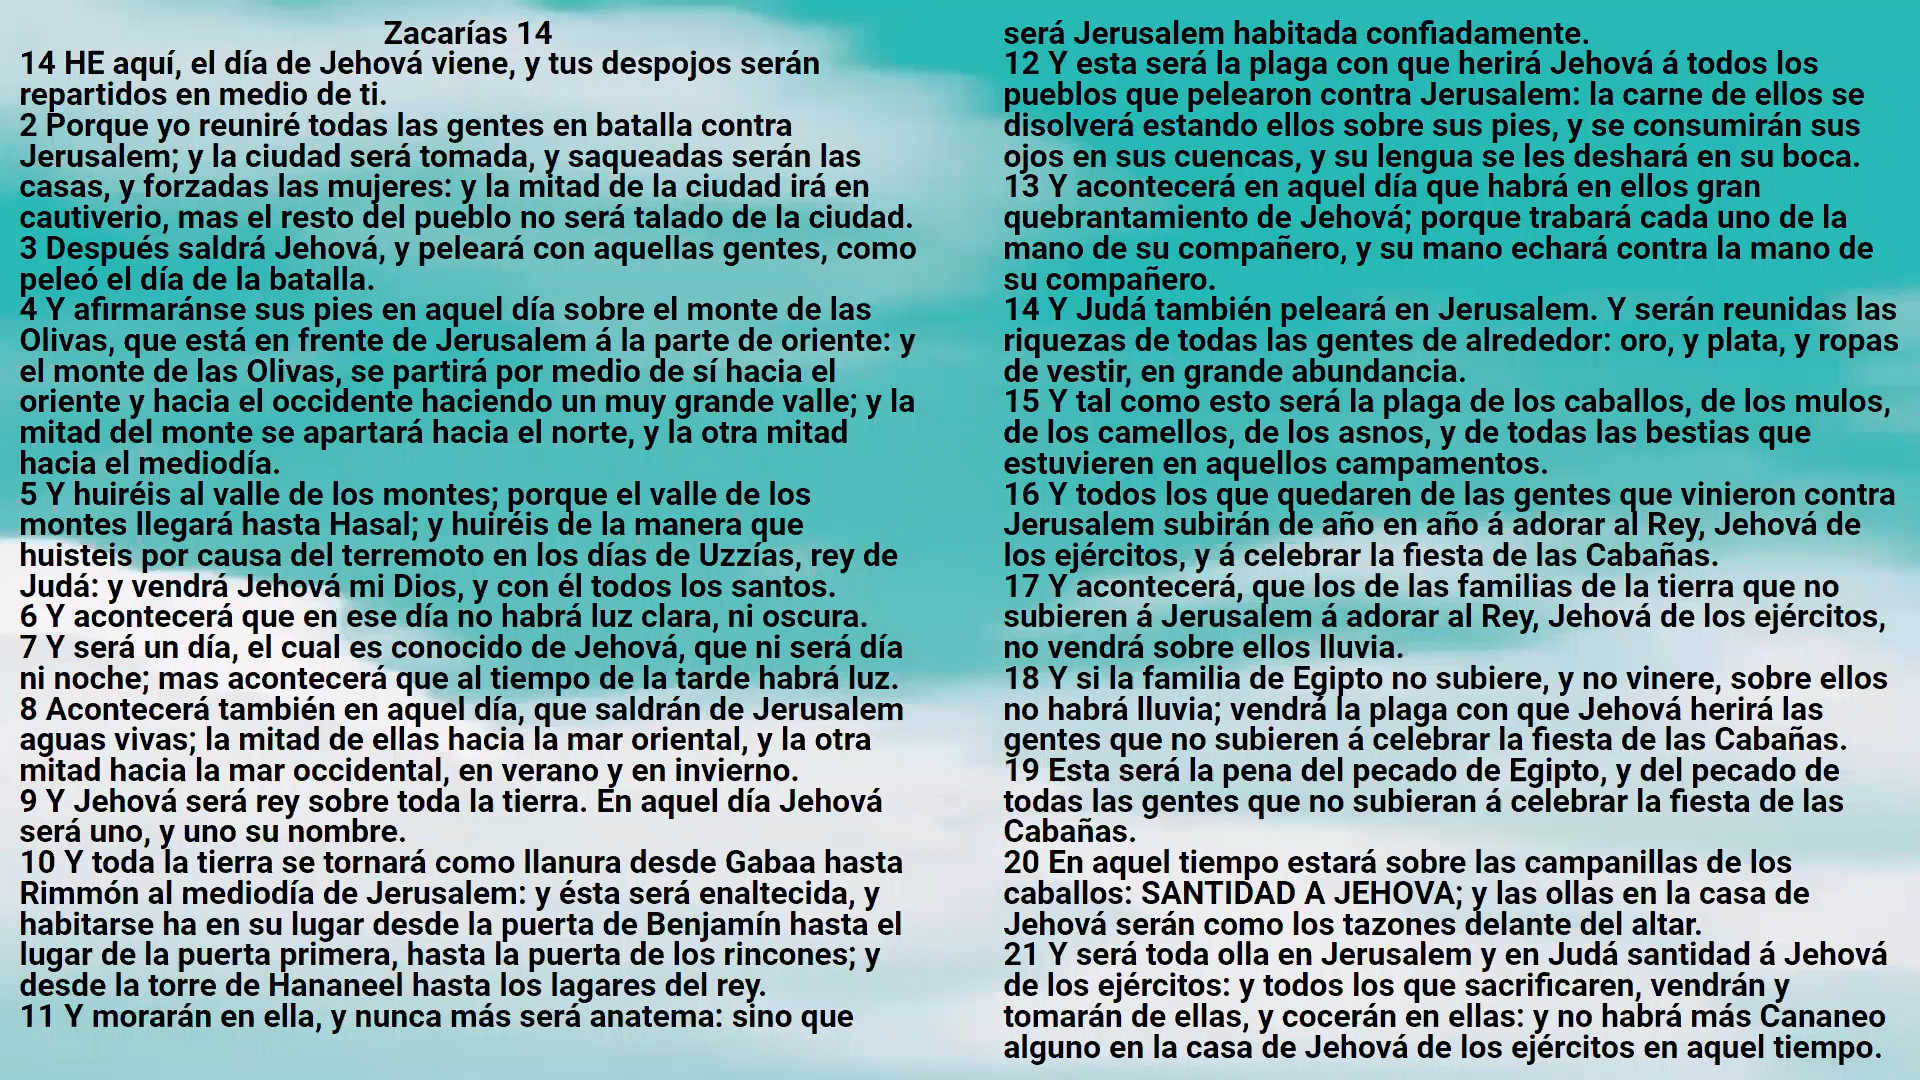 Zacarías 14
14 HE aquí, el día de Jehová viene, y tus despojos serán
repartidos en medio de ti.
2 Porque yo reuniré todas las gentes en batalla contra
Jerusalem; y la ciudad será tomada, y saqueadas serán las
casas, y forzadas las mujeres: y la mitad de la ciudad irá en
cautiverio, mas el resto del pueblo no será talado de la ciudad.
3 Después saldrá Jehová, y peleará con aquellas gentes, como
peleó el día de la batalla.
4 Y afirmaránse sus pies en aquel día sobre el monte de las
Olivas, que está en frente de Jerusalem á la parte de oriente: y
el monte de las Olivas, se partirá por medio de sí hacia el
oriente y hacia el occidente haciendo un muy grande valle; y la
mitad del monte se apartará hacia el norte, y la otra mitad
hacia el mediodía.
5 Y huiréis al valle de los montes; porque el valle de los
montes llegará hasta Hasal; y huiréis de la manera que
huisteis por causa del terremoto en los días de Uzzías, rey de
Judá: y vendrá Jehová mi Dios, y con él todos los santos.
6 Y acontecerá que en ese día no habrá luz clara, ni oscura.
7 Y será un día, el cual es conocido de Jehová, que ni será día
ni noche; mas acontecerá que al tiempo de la tarde habrá luz.
8 Acontecerá también en aquel día, que saldrán de Jerusalem
aguas vivas; la mitad de ellas hacia la mar oriental, y la otra
mitad hacia la mar occidental, en verano y en invierno.
9 Y Jehová será rey sobre toda la tierra. En aquel día Jehová
será uno, y uno su nombre.
10 Y toda la tierra se tornará como llanura desde Gabaa hasta
Rimmón al mediodía de Jerusalem: y ésta será enaltecida, y
habitarse ha en su lugar desde la puerta de Benjamín hasta el
lugar de la puerta primera, hasta la puerta de los rincones; y
desde la torre de Hananeel hasta los lagares del rey.
11 Y morarán en ella, y nunca más será anatema: sino que
será Jerusalem habitada confiadamente.
12 Y esta será la plaga con que herirá Jehová á todos los
pueblos que pelearon contra Jerusalem: la carne de ellos se
disolverá estando ellos sobre sus pies, y se consumirán sus
ojos en sus cuencas, y su lengua se les deshará en su boca.
13 Y acontecerá en aquel día que habrá en ellos gran
quebrantamiento de Jehová; porque trabará cada uno de la
mano de su compañero, y su mano echará contra la mano de
su compañero.
14 Y Judá también peleará en Jerusalem. Y serán reunidas las
riquezas de todas las gentes de alrededor: oro, y plata, y ropas
de vestir, en grande abundancia.
15 Y tal como esto será la plaga de los caballos, de los mulos,
de los camellos, de los asnos, y de todas las bestias que
estuvieren en aquellos campamentos.
16 Y todos los que quedaren de las gentes que vinieron contra
Jerusalem subirán de año en año á adorar al Rey, Jehová de
los ejércitos, y á celebrar la fiesta de las Cabañas.
17 Y acontecerá, que los de las familias de la tierra que no
subieren á Jerusalem á adorar al Rey, Jehová de los ejércitos,
no vendrá sobre ellos lluvia.
18 Y si la familia de Egipto no subiere, y no vinere, sobre ellos
no habrá lluvia; vendrá la plaga con que Jehová herirá las
gentes que no subieren á celebrar la fiesta de las Cabañas.
19 Esta será la pena del pecado de Egipto, y del pecado de
todas las gentes que no subieran á celebrar la fiesta de las
Cabañas.
20 En aquel tiempo estará sobre las campanillas de los
caballos: SANTIDAD A JEHOVA; y las ollas en la casa de
Jehová serán como los tazones delante del altar.
21 Y será toda olla en Jerusalem y en Judá santidad á Jehová
de los ejércitos: y todos los que sacrificaren, vendrán y
tomarán de ellas, y cocerán en ellas: y no habrá más Cananeo
alguno en la casa de Jehová de los ejércitos en aquel tiempo.